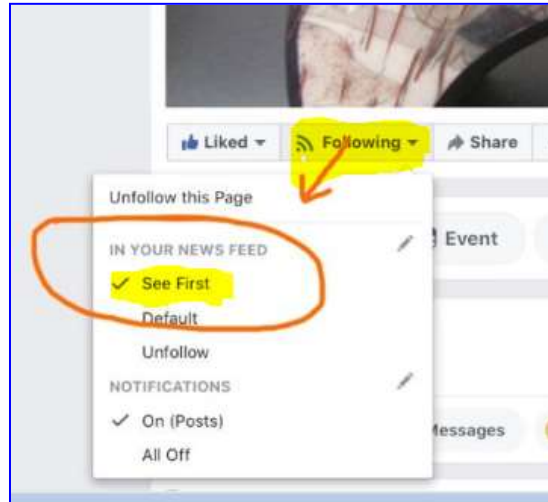 Liked Following Share
Unfollow this Page
IN YOUR NEWS FEED
Event
See First
Default
Unfollow
NOTIFICATIONS
On (Posts)
Messages
All Off